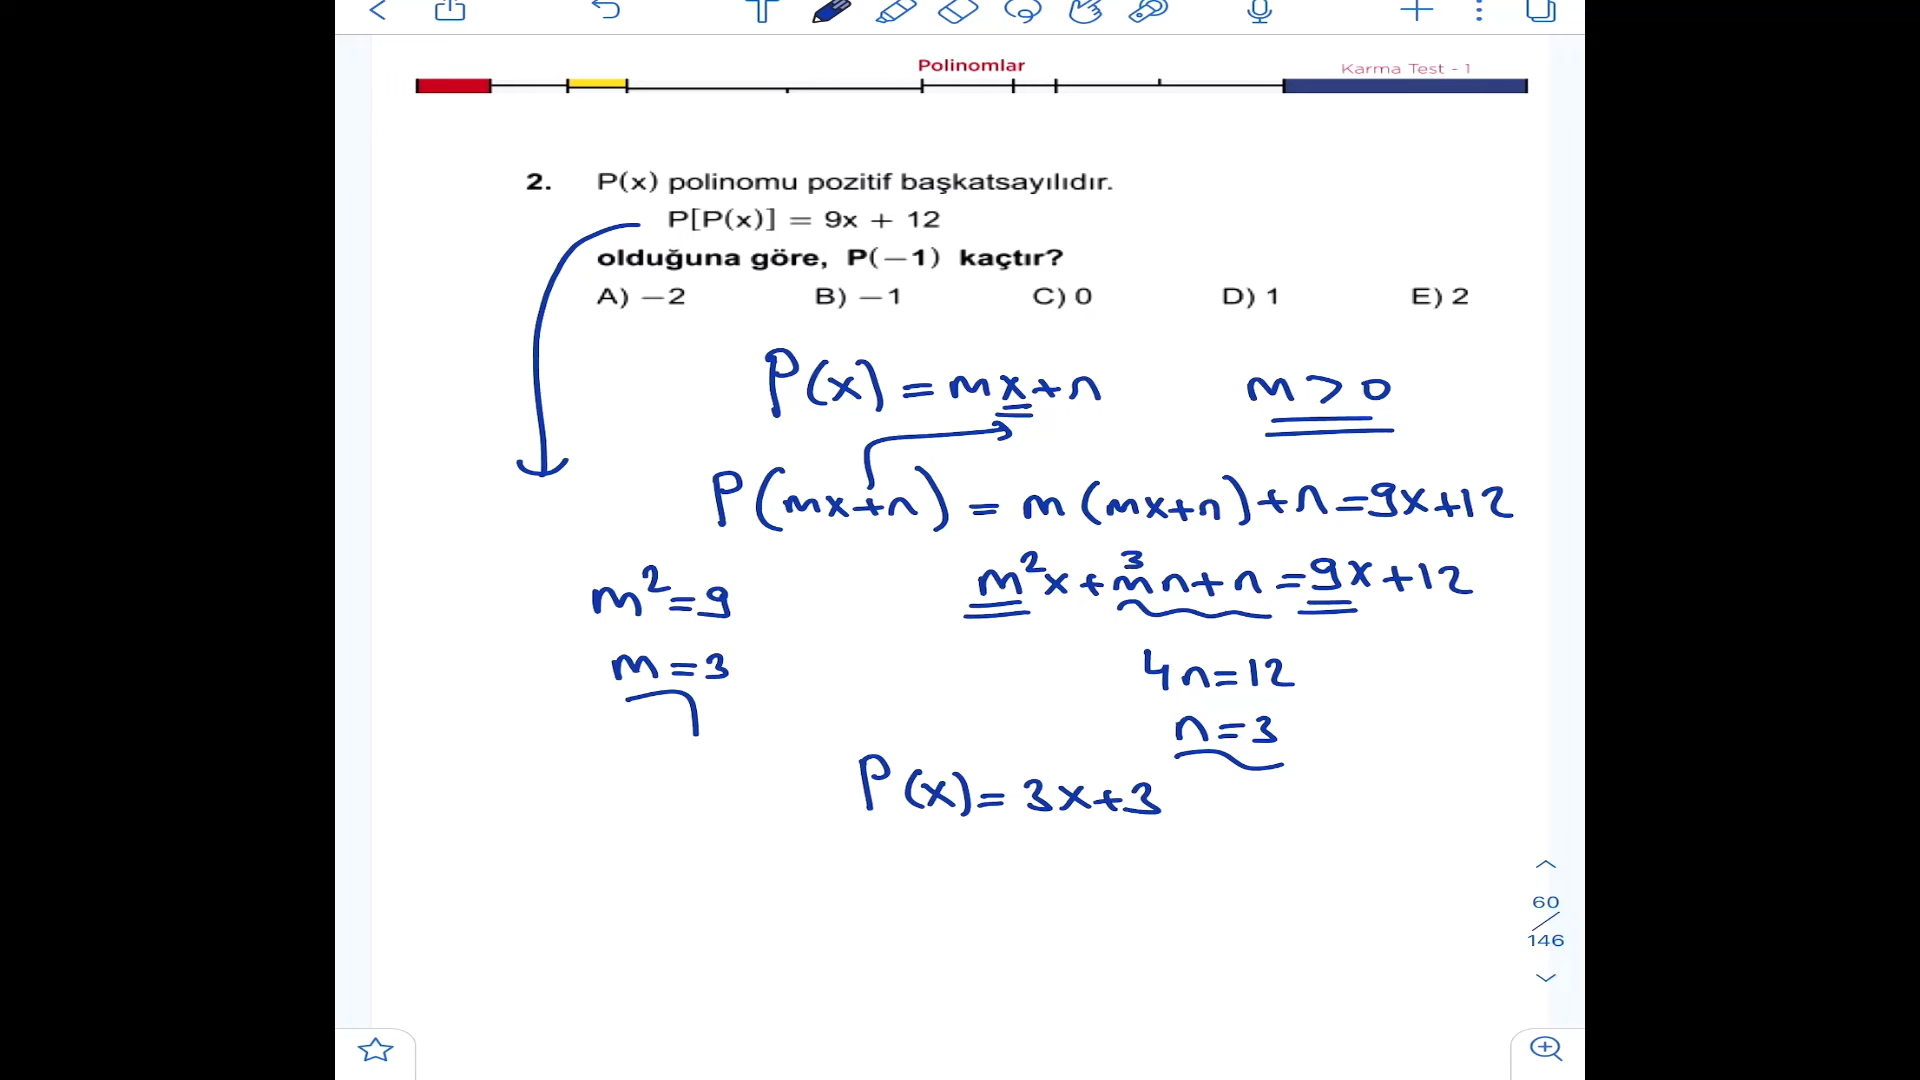 Polinomlar
Karma Test - 1
2. P(x) polinomu pozitif başkatsayılıdır.
P[P(x)] = 9x + 12
olduğuna göre, P(−1) kaçtır?
A) −2 B) −1 C) 0 D) 1 E) 2
P(x) = mx+n m > 0
P(mx+n) = m(mx+n)+n=9x+12
m²x+mn+n=9x+12
3
m²=9
m=3
4n=12
n=3
P(x)=3x+3
60
146